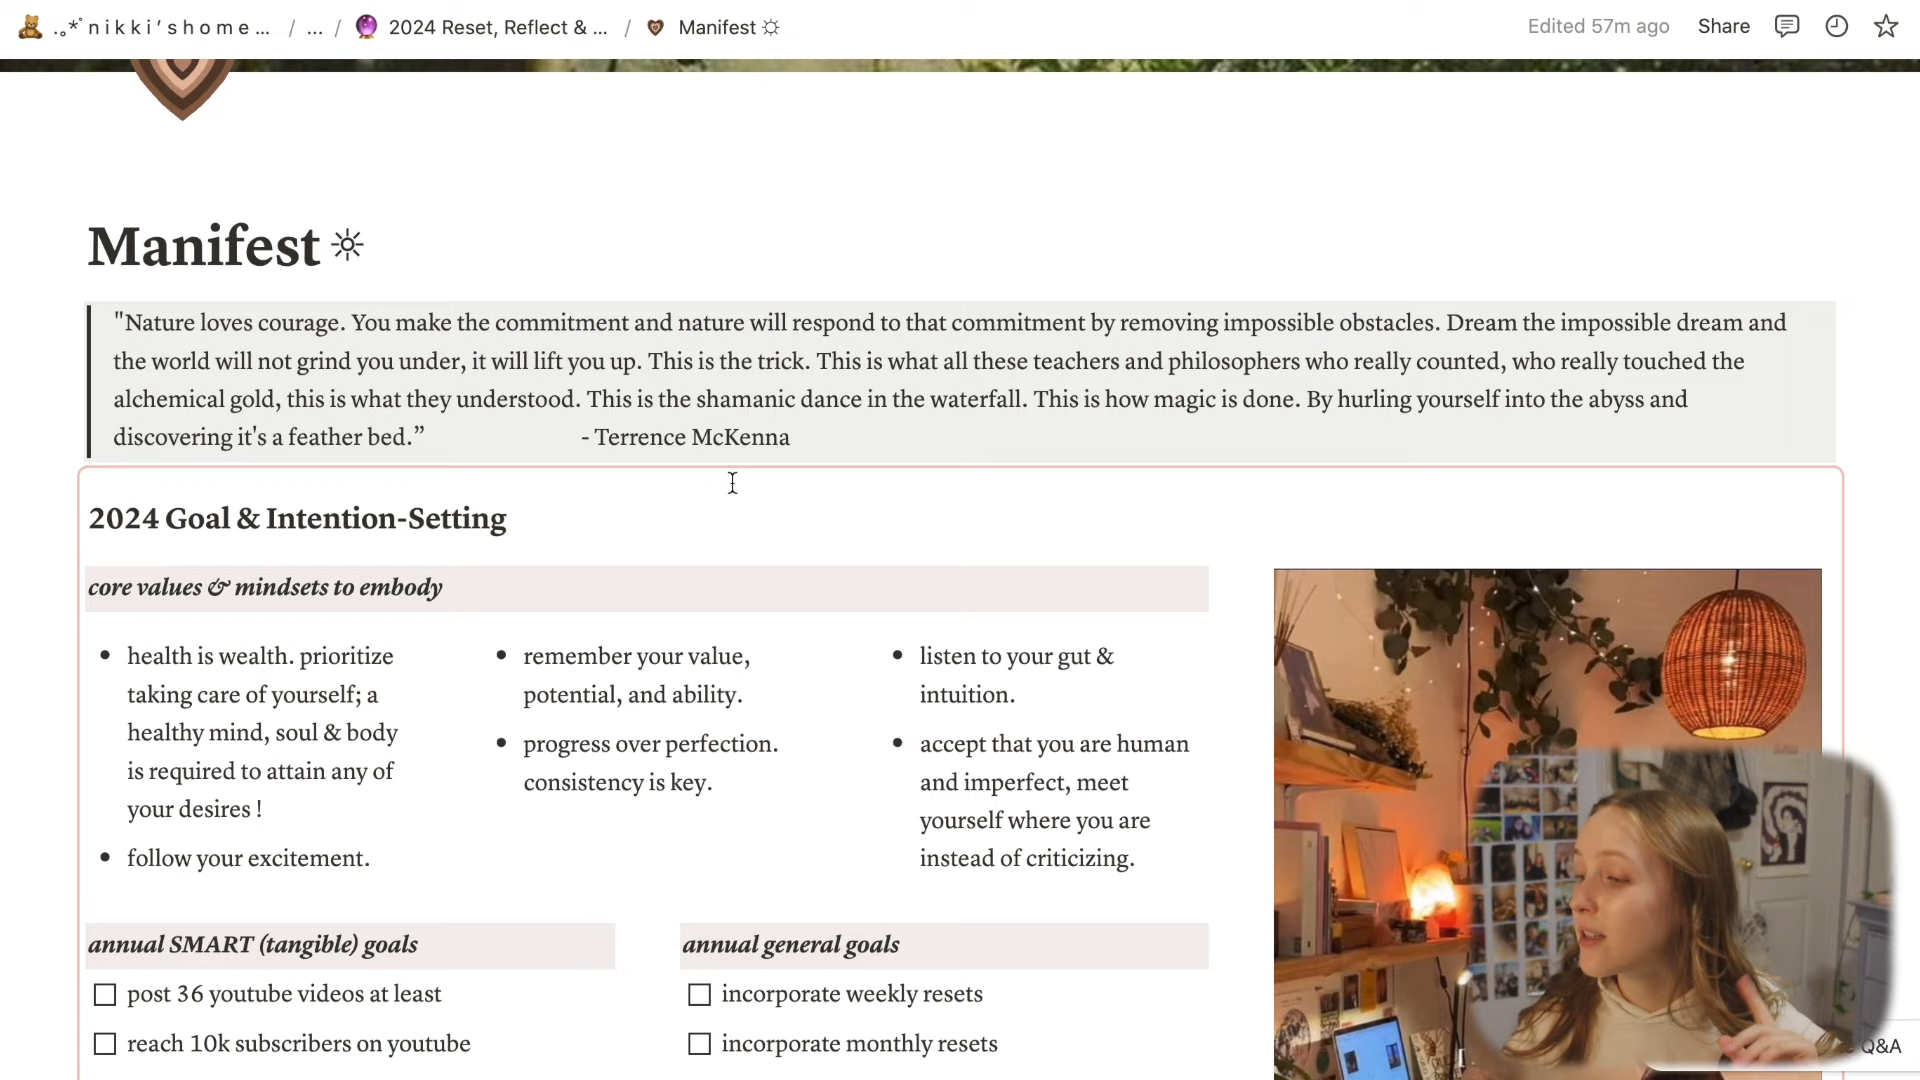 .｡*ﾟn i k k i ' s h o m e ... / ... / 2024 Reset, Reflect & ... / Manifest ☼
Edited 57m ago Share
Manifest ☼
"Nature loves courage. You make the commitment and nature will respond to that commitment by removing impossible obstacles. Dream the impossible dream and
the world will not grind you under, it will lift you up. This is the trick. This is what all these teachers and philosophers who really counted, who really touched the
alchemical gold, this is what they understood. This is the shamanic dance in the waterfall. This is how magic is done. By hurling yourself into the abyss and
discovering it's a feather bed.” - Terrence McKenna
2024 Goal & Intention-Setting
core values & mindsets to embody
• health is wealth. prioritize
taking care of yourself; a
healthy mind, soul & body
is required to attain any of
your desires !
• follow your excitement.
• remember your value,
potential, and ability.
• progress over perfection.
consistency is key.
• listen to your gut &
intuition.
• accept that you are human
and imperfect, meet
yourself where you are
instead of criticizing.
annual SMART (tangible) goals
post 36 youtube videos at least
reach 10k subscribers on youtube
annual general goals
incorporate weekly resets
incorporate monthly resets
Q&A